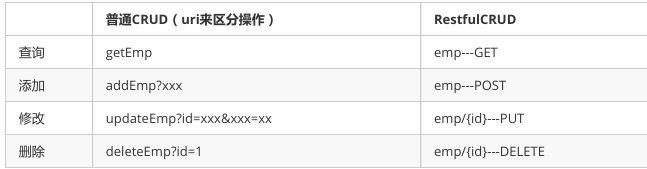 普通CRUD（uri来区分操作） RestfulCRUD
查询 getEmp emp---GET
添加 addEmp?xxx emp---POST
修改 updateEmp?id=xxx&xxx=xx emp/{id}---PUT
删除 deleteEmp?id=1 emp/{id}---DELETE